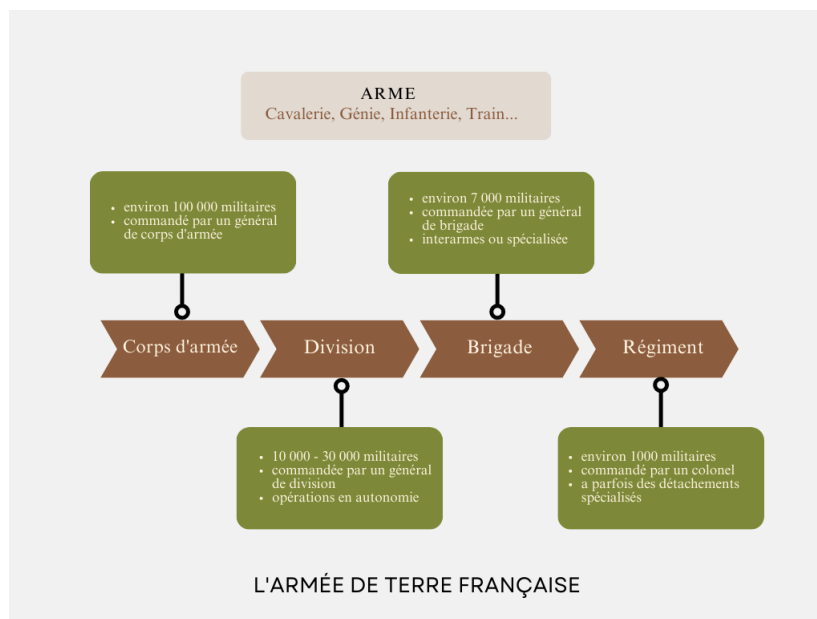 ARME
Cavalerie, Génie, Infanterie, Train...
• environ 100 000 militaires
• commandé par un général
de corps d'armée
• environ 7 000 militaires
• commandée par un général
de brigade
• interarmes ou spécialisée
Corps d'armée
Division
Brigade
Régiment
• 10 000 - 30 000 militaires
• commandée par un général
de division
• opérations en autonomie
• environ 1000 militaires
• commandé par un colonel
• a parfois des détachements
spécialisés
L'ARMÉE DE TERRE FRANÇAISE